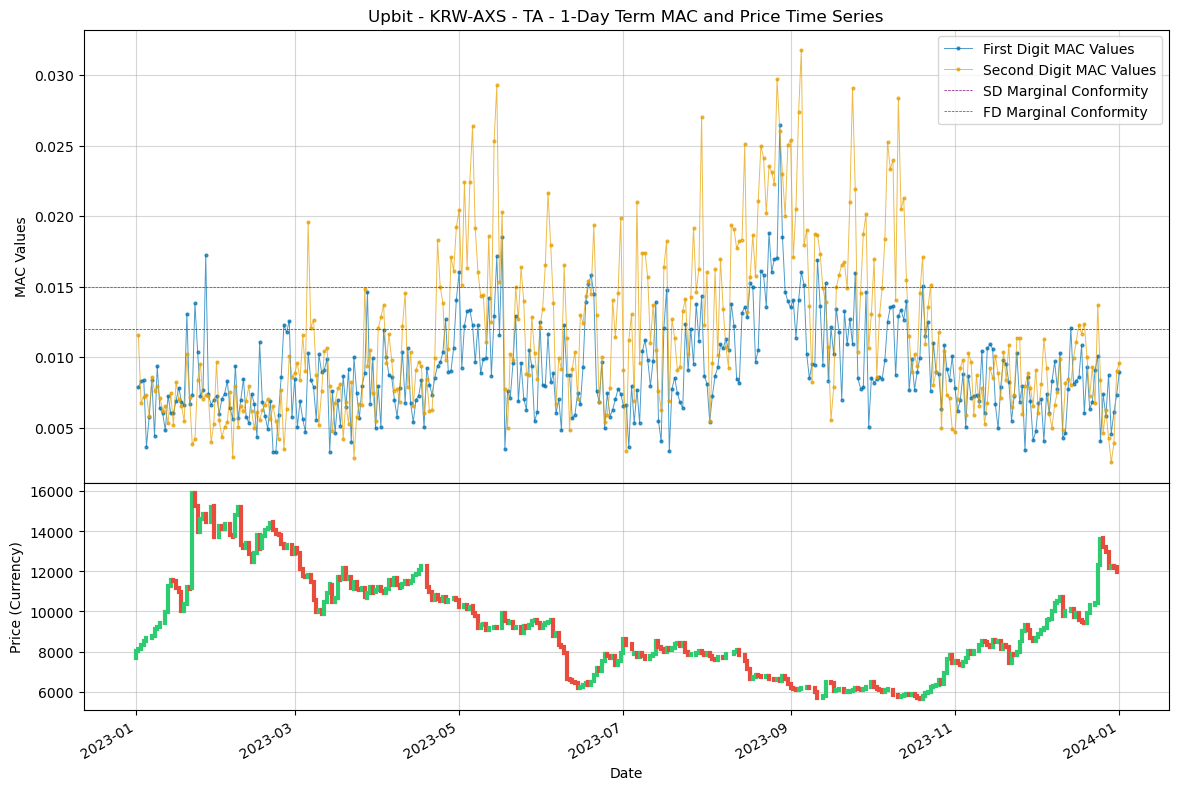 Upbit - KRW-AXS - TA - 1-Day Term MAC and Price Time Series
First Digit MAC Values
Second Digit MAC Values
SD Marginal Conformity
FD Marginal Conformity
MAC Values
0.030
0.025
0.020
0.015
0.010
0.005
Price (Currency)
16000
14000
12000
10000
8000
6000
2023-01
2023-03
2023-05
2023-07
2023-09
2023-11
2024-01
Date